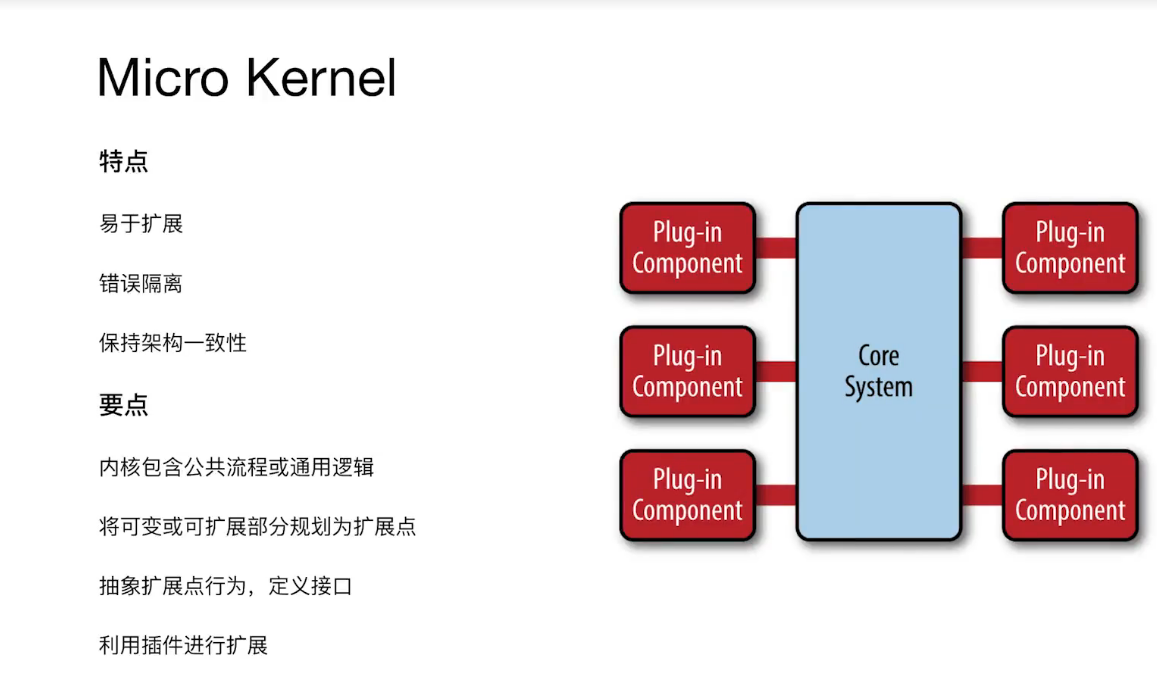 Micro Kernel
特点
易于扩展
错误隔离
保持架构一致性
要点
内核包含公共流程或通用逻辑
将可变或可扩展部分规划为扩展点
抽象扩展点行为，定义接口
利用插件进行扩展
Plug-in
Component
Plug-in
Component
Plug-in
Component
Core
System
Plug-in
Component
Plug-in
Component
Plug-in
Component